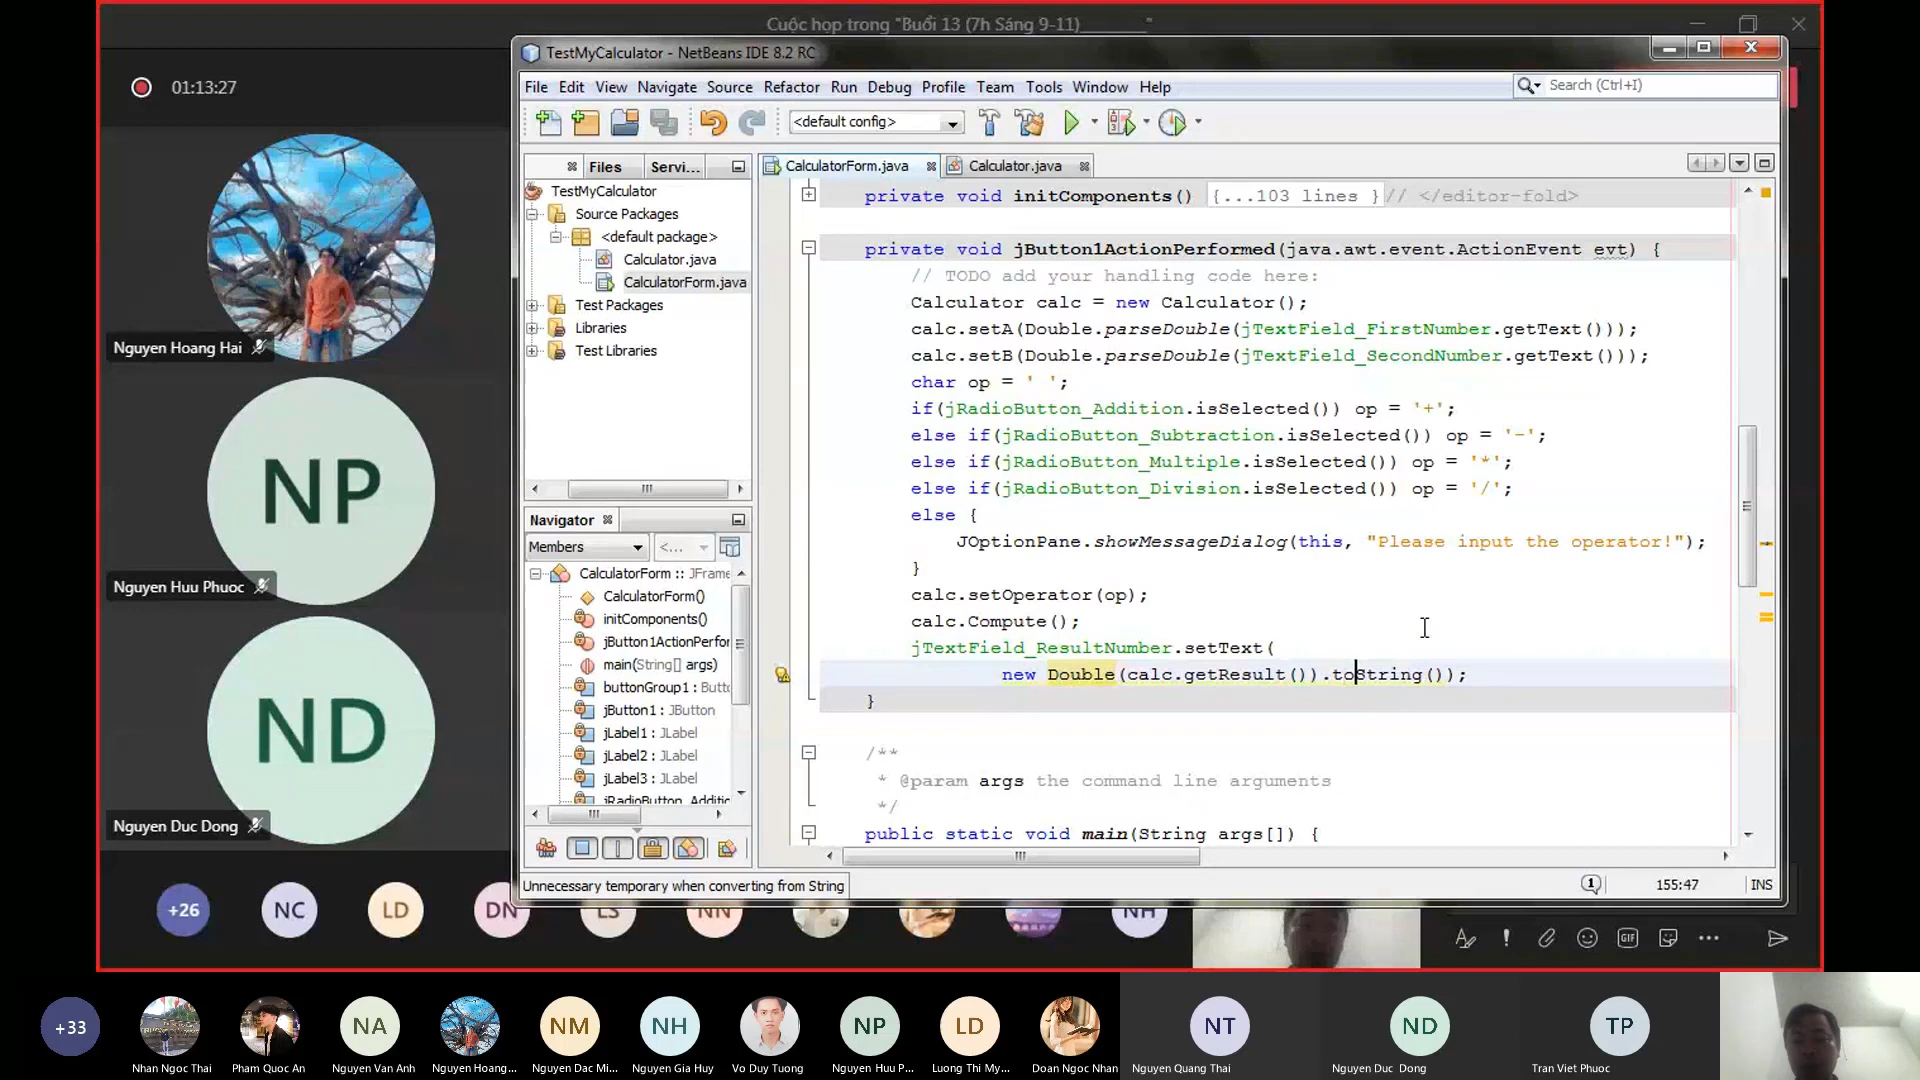 Cuộc họp trong "Buổi 13 (7h Sáng 9-11)_______"
01:13:27
Nguyen Hoang Hai
NP
Nguyen Huu Phuoc
ND
Nguyen Duc Dong
TestMyCalculator - NetBeans IDE 8.2 RC
File Edit View Navigate Source Refactor Run Debug Profile Team Tools Window Help
Search (Ctrl+I)
<default config>
Files Servi...
CalculatorForm.java Calculator.java
TestMyCalculator
Source Packages
<default package>
Calculator.java
CalculatorForm.java
Test Packages
Libraries
Test Libraries
Navigator
Members <...
CalculatorForm :: JFrame
CalculatorForm()
initComponents()
jButton1ActionPerfor
main(String[] args)
buttonGroup1 : Butto
jButton1 : JButton
jLabel1 : JLabel
jLabel2 : JLabel
jLabel3 : JLabel
jRadioButton_Additio
private void initComponents() {...103 lines }// </editor-fold>
private void jButton1ActionPerformed(java.awt.event.ActionEvent evt) {
// TODO add your handling code here:
Calculator calc = new Calculator();
calc.setA(Double.parseDouble(jTextField_FirstNumber.getText()));
calc.setB(Double.parseDouble(jTextField_SecondNumber.getText()));
char op = ' ';
if(jRadioButton_Addition.isSelected()) op = '+';
else if(jRadioButton_Subtraction.isSelected()) op = '-';
else if(jRadioButton_Multiple.isSelected()) op = '*';
else if(jRadioButton_Division.isSelected()) op = '/';
else {
JOptionPane.showMessageDialog(this, "Please input the operator!");
}
calc.setOperator(op);
calc.Compute();
jTextField_ResultNumber.setText(
new Double(calc.getResult()).toString());
}
/**
* @param args the command line arguments
*/
public static void main(String args[]) {
Unnecessary temporary when converting from String
1
155:47
INS
+26 NC LD DN LS NN NH
GIF
+33 NA NM NH NP LD NT ND TP
Nhan Ngoc Thai Pham Quoc An Nguyen Van Anh Nguyen Hoang... Nguyen Dac Mi... Nguyen Gia Huy Vo Duy Tuong Nguyen Huu P... Luong Thi My... Doan Ngoc Nhan Nguyen Quang Thai Nguyen Duc Dong Tran Viet Phuoc